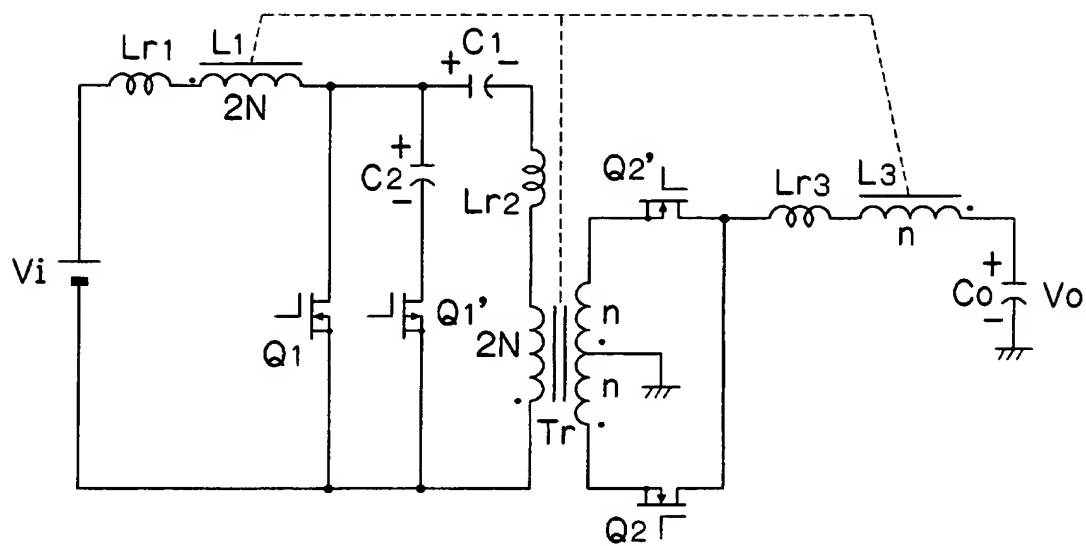 Lr1
L1
2N
+ C1 -
+
C2
-
Lr2
Q2'
Lr3
L3
n
Vi
Q1
Q1'
2N
n
n
Tr
+
Co
-
Vo
Q2